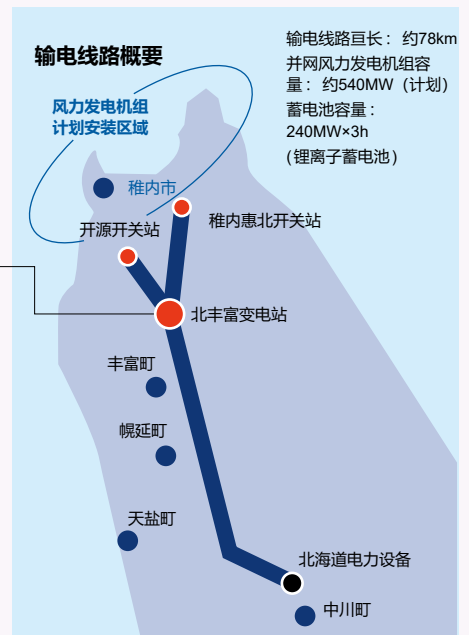 输电线路概要
输电线路亘长：约78km
并网风力发电机组容
量：约540MW（计划）
蓄电池容量：
240MW×3h
(锂离子蓄电池)
风力发电机组
计划安装区域
稚内市
开源开关站
稚内惠北开关站
北丰富变电站
丰富町
幌延町
天盐町
北海道电力设备
中川町